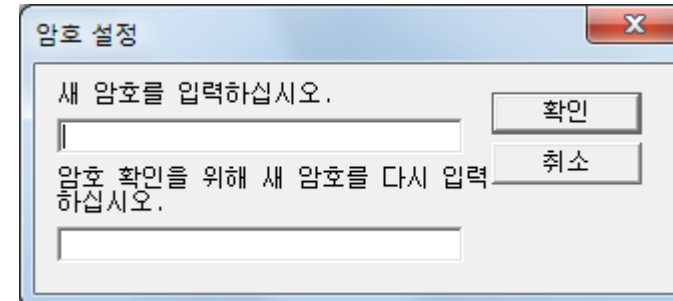 암호 설정
새 암호를 입력하십시오.
확인
취소
암호 확인을 위해 새 암호를 다시 입력
하십시오.